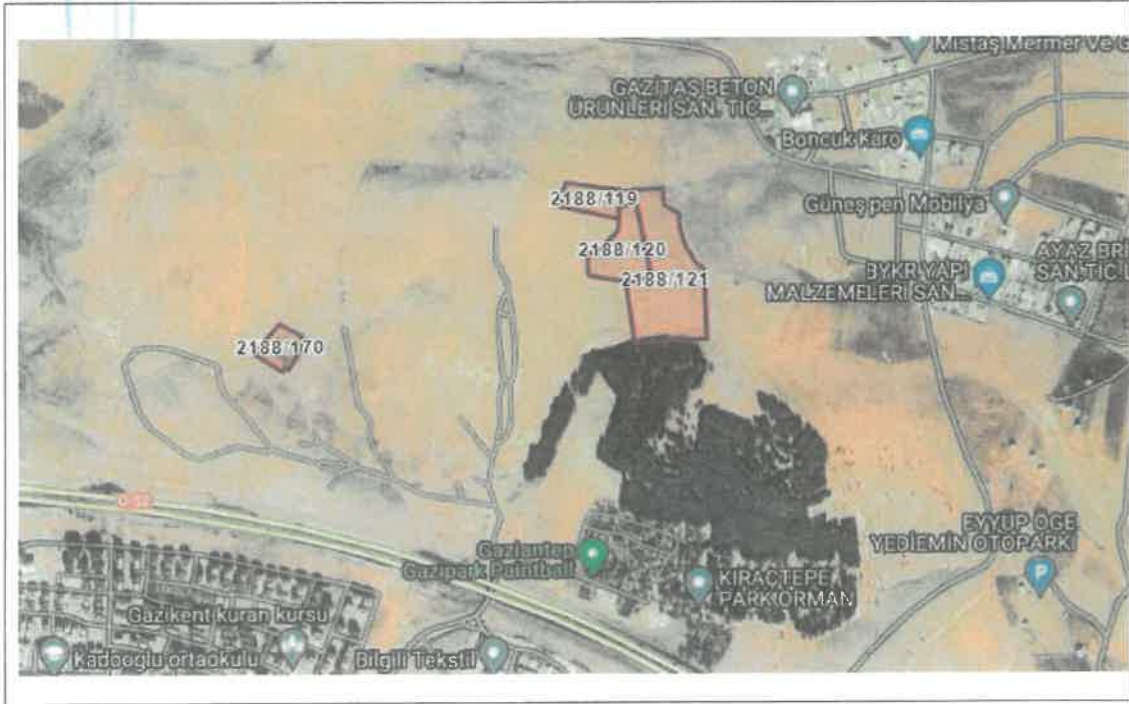 Mistaş Mermer ve G
GAZİTAŞ BETON
ÜRÜNLERİ SAN. TİC...
Boncuk Karo
2188/119
Güneş pen Mobilya
2188/120
AYAZ BRİ
SAN.TİC.L
2188/121
BYKR YAPI
MALZEMELERİ SAN...
2188/170
EYYÜP ÖGE
YEDİEMİN OTOPARKI
P
Gaziantep
Gazipark Paintball
KIRAÇTEPE
PARK ORMAN
Gazikent kuran kursu
Kadooğlu ortaokulu
Bilgili Tekstil